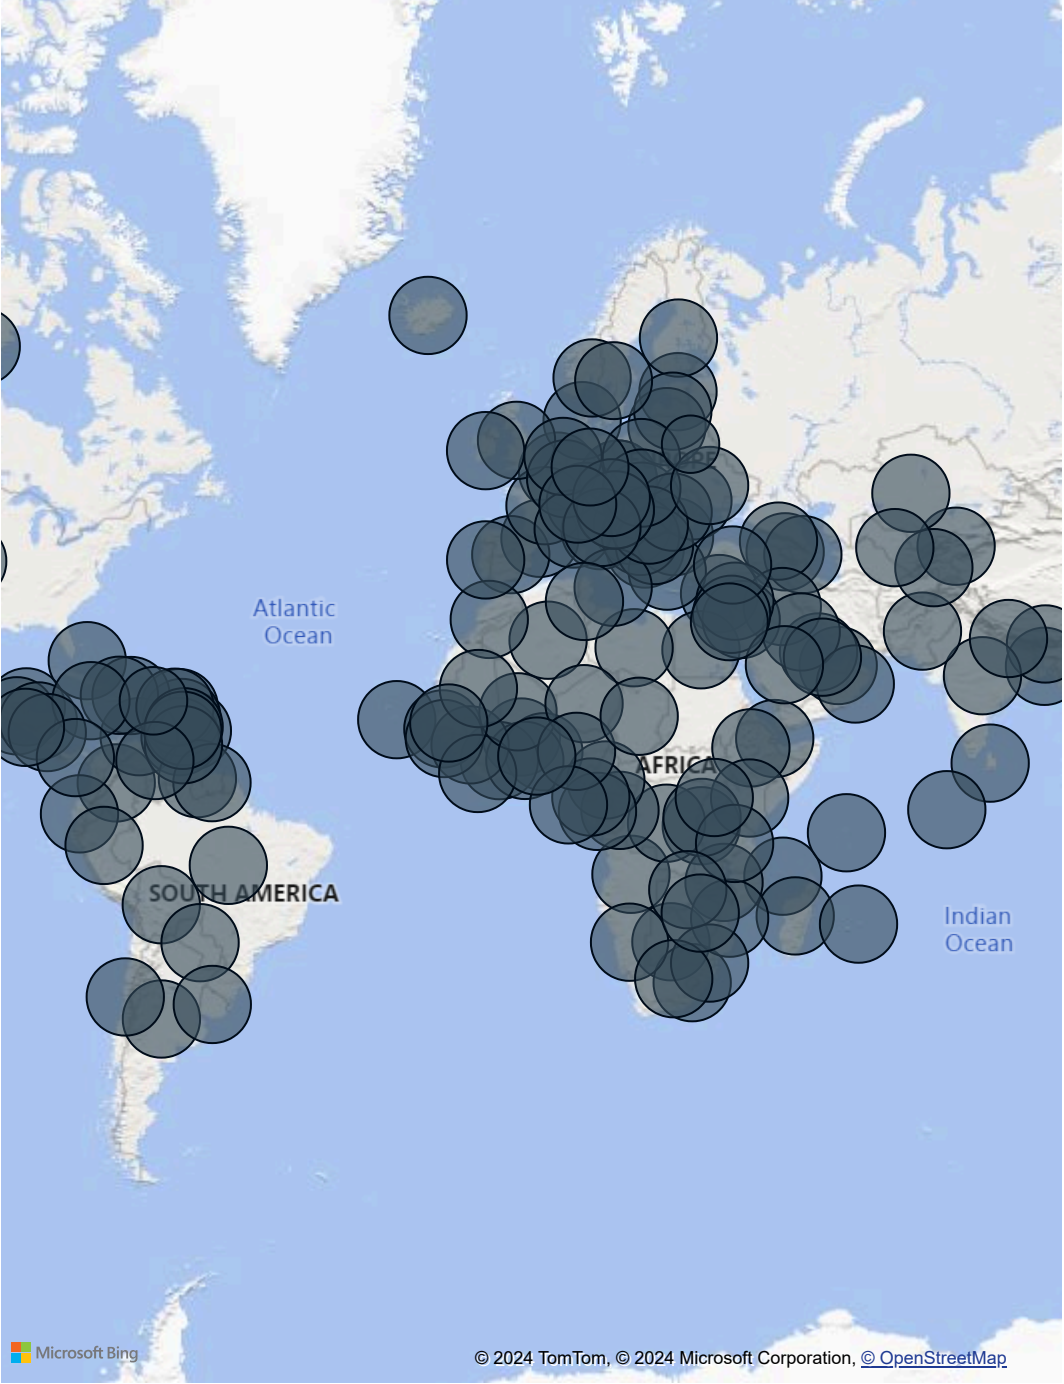 Atlantic
Ocean
AFRICA
SOUTH AMERICA
Indian
Ocean
Microsoft Bing
© 2024 TomTom, © 2024 Microsoft Corporation, © OpenStreetMap